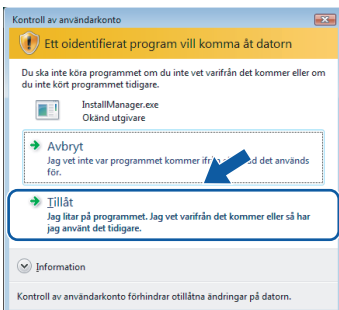 Kontroll av användarkonto
Ett oidentifierat program vill komma åt datorn
Du ska inte köra programmet om du inte vet varifrån det kommer eller om
du inte kört programmet tidigare.
InstallManager.exe
Okänd utgivare
Avbryt
Jag vet inte var programmet kommer ifrån det används
för.
Tillåt
Jag litar på programmet. Jag vet varifrån det kommer eller så har
jag använt det tidigare.
Information
Kontroll av användarkonto förhindrar otillåtna ändringar på datorn.